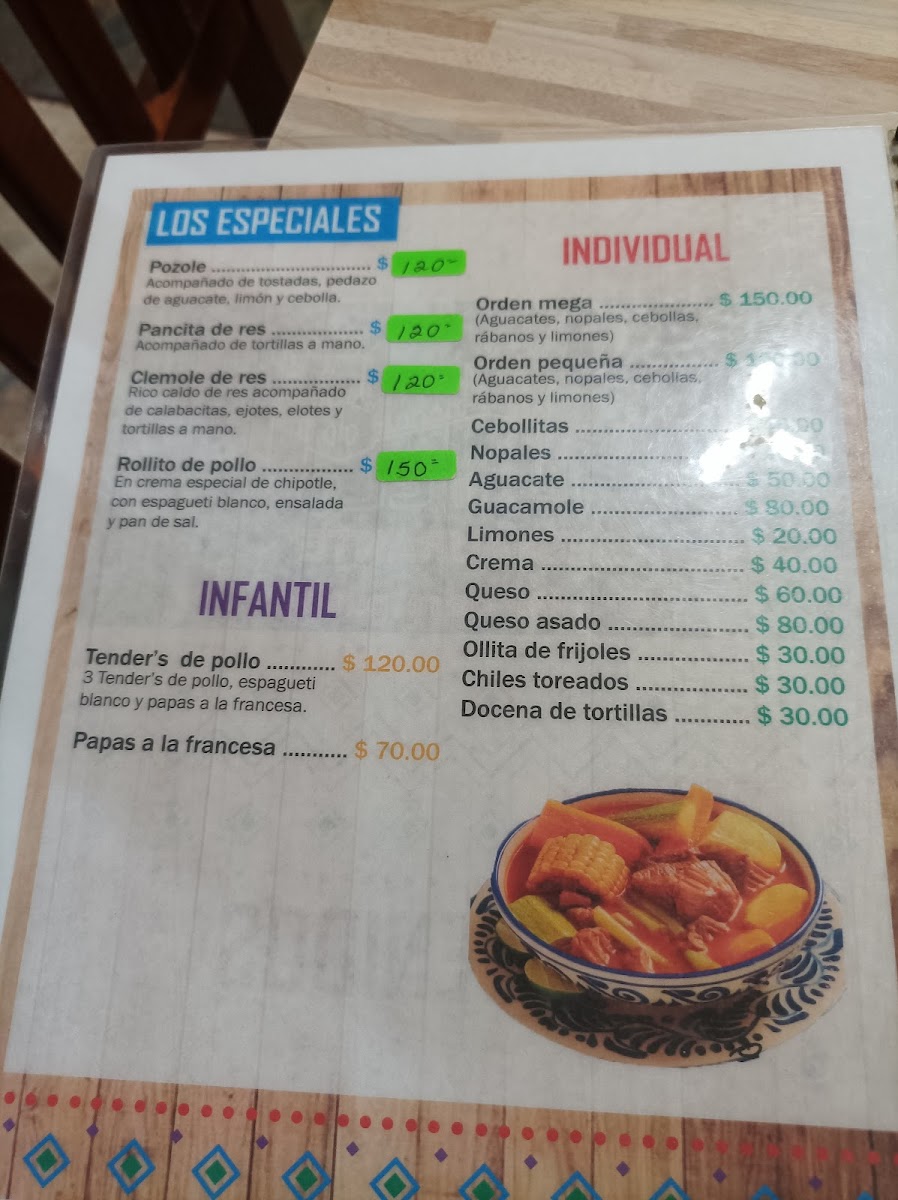 LOS ESPECIALES
Pozole ................................ $ 120=
Acompañado de tostadas, pedazo
de aguacate, limón y cebolla.
Pancita de res .................. $ 120=
Acompañado de tortillas a mano.
Clemole de res ................. $ 120=
Rico caldo de res acompañado
de calabacitas, ejotes, elotes y
tortillas a mano.
Rollito de pollo ................. $ 150=
En crema especial de chipotle,
con espagueti blanco, ensalada
y pan de sal.
INFANTIL
Tender's de pollo ............ $ 120.00
3 Tender's de pollo, espagueti
blanco y papas a la francesa.
Papas a la francesa ........... $ 70.00
INDIVIDUAL
Orden mega ...................... $ 150.00
(Aguacates, nopales, cebollas,
rábanos y limones)
Orden pequeña ................. $
(Aguacates, nopales, cebollas,
rábanos y limones)
Cebollitas ............................
Nopales ...............................
Aguacate ............................. $ 50.00
Guacamole .......................... $ 80.00
Limones ................................ $ 20.00
Crema ................................... $ 40.00
Queso ................................... $ 60.00
Queso asado ........................ $ 80.00
Ollita de frijoles ................... $ 30.00
Chiles toreados ................... $ 30.00
Docena de tortillas ............ $ 30.00